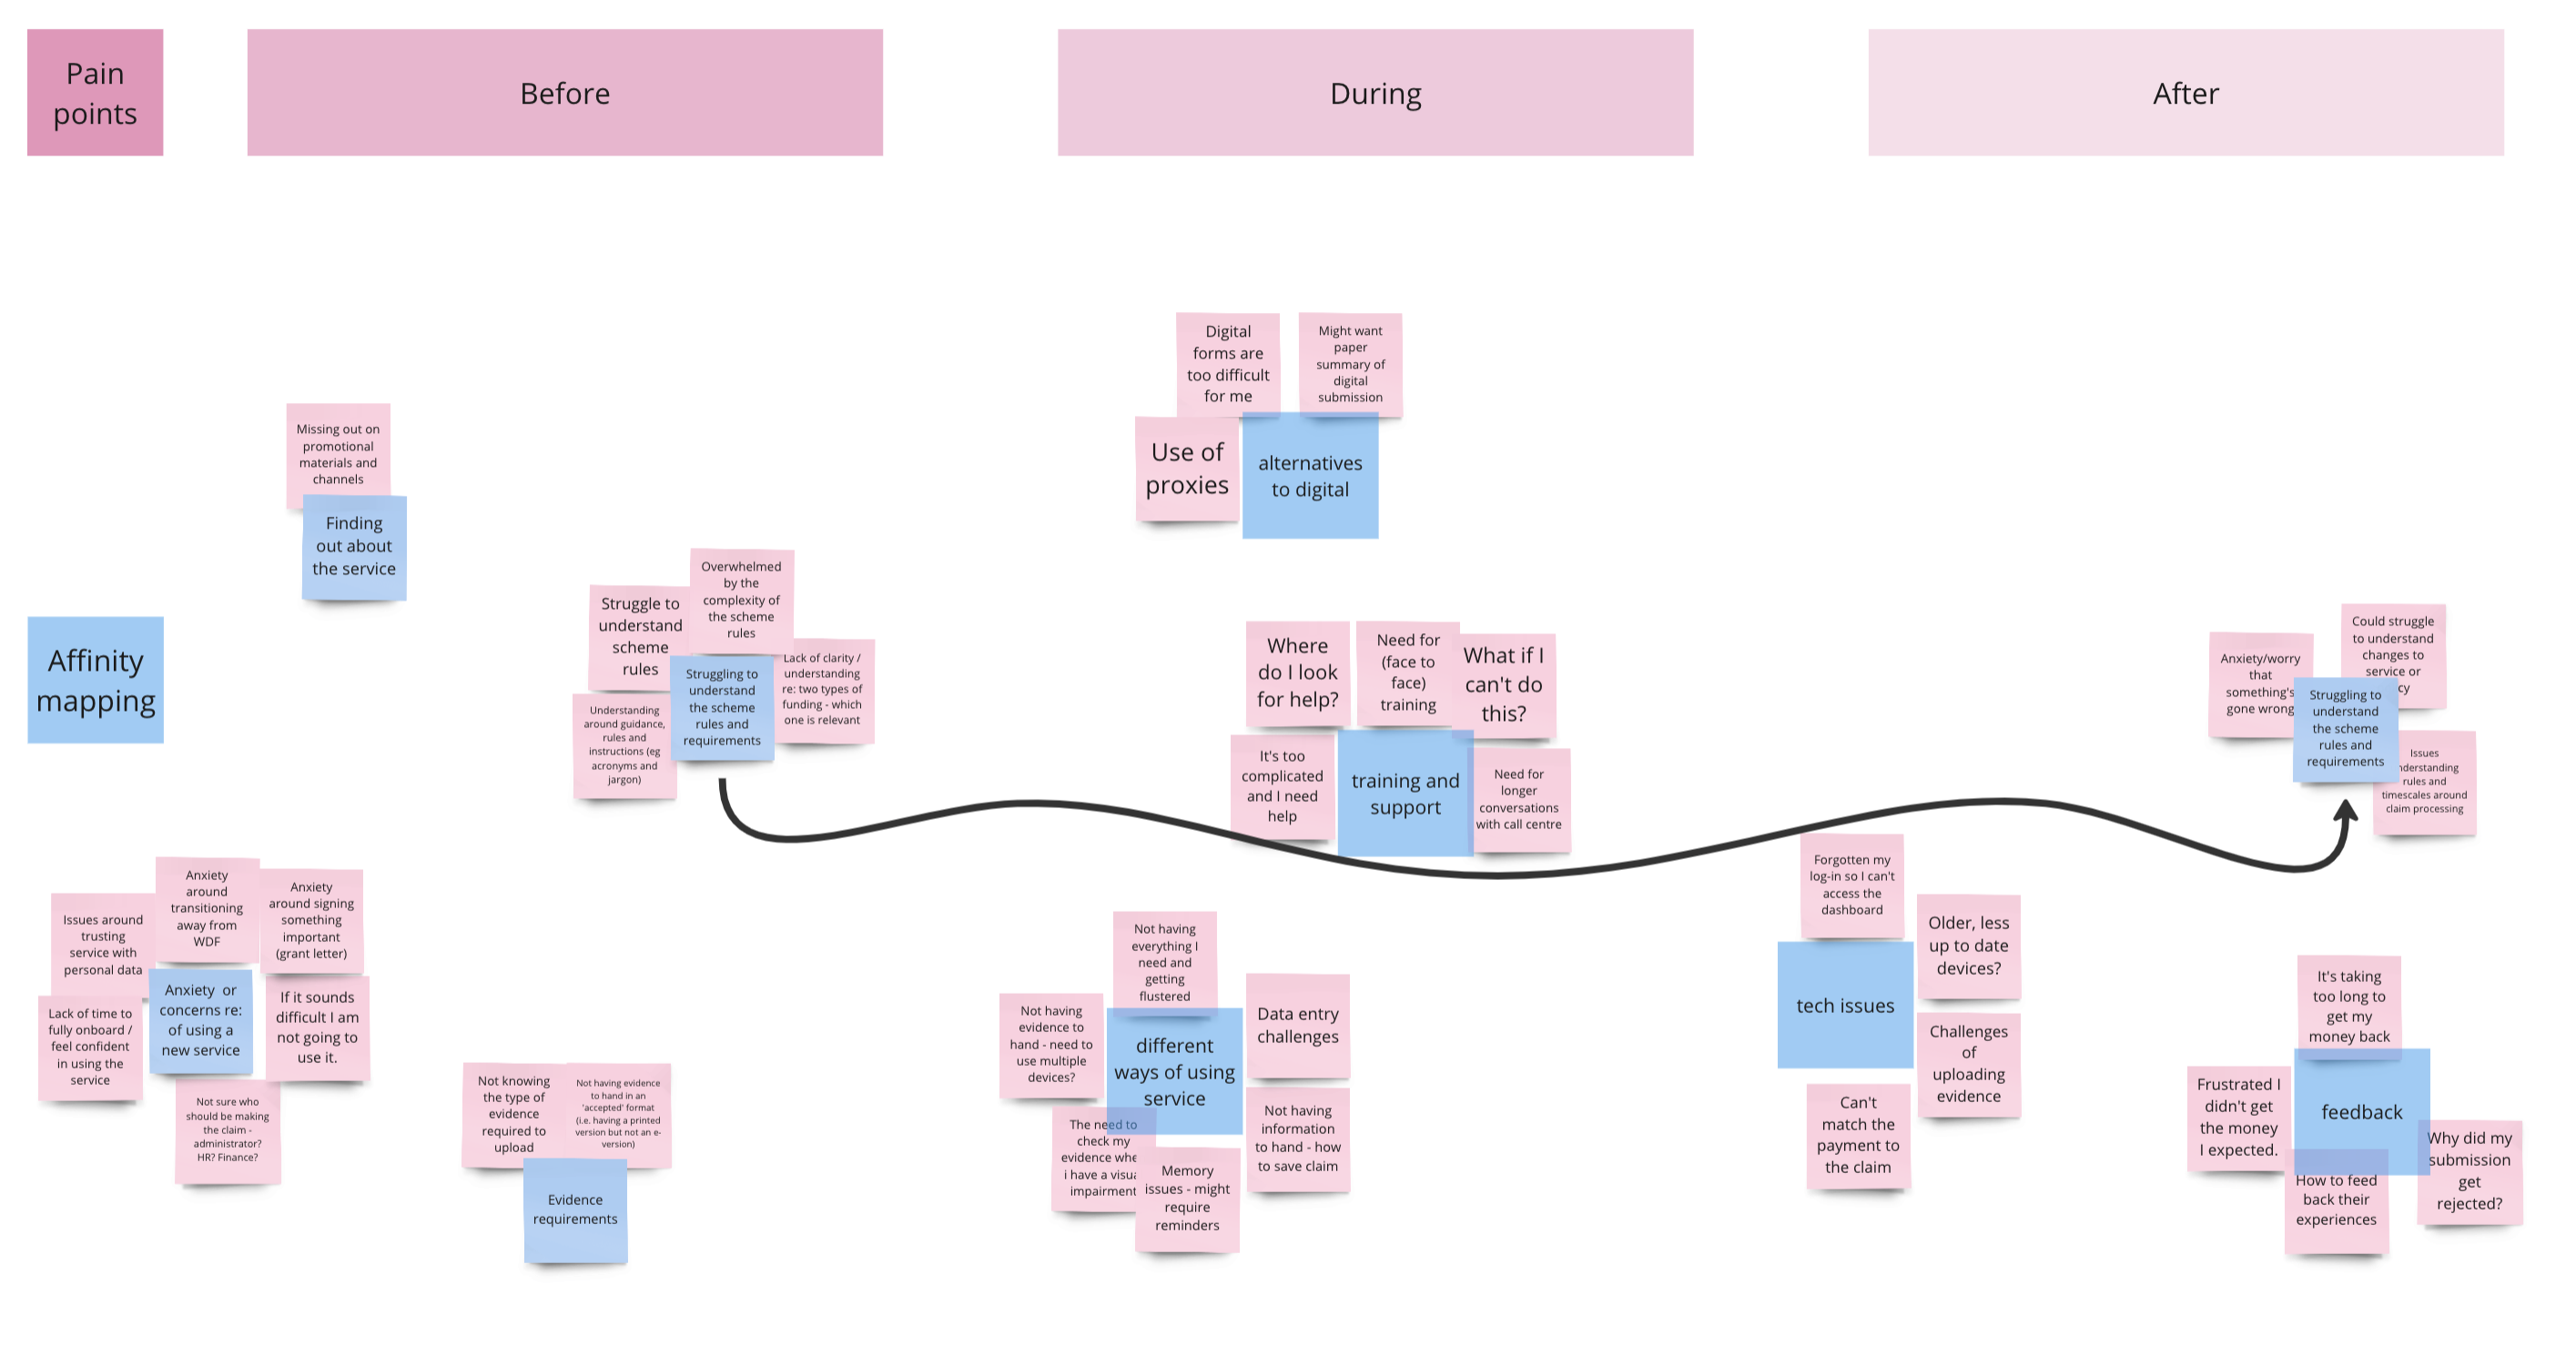 Pain
points
Before
During
After
Affinity
mapping
Missing out on
promotional
materials and
channels
Finding
out about
the service
Struggle to
understand
scheme
rules
Overwhelmed
by the
complexity of
the scheme
rules
Lack of clarity /
understanding
re: two types of
funding - which
one is relevant
Understanding
around guidance,
rules and
instructions (eg
acronyms and
jargon)
Struggling to
understand
the scheme
rules and
requirements
Issues around
trusting
service with
personal data
Anxiety
around
transitioning
away from
WDF
Anxiety
around signing
something
important
(grant letter)
Lack of time to
fully onboard /
feel confident
in using the
service
Anxiety or
concerns re:
of using a
new service
If it sounds
difficult I am
not going to
use it.
Not sure who
should be making
the claim -
administrator?
HR? Finance?
Not knowing
the type of
evidence
required to
upload
Not having evidence
to hand in an
'accepted' format
(i.e. having a printed
version but not an e-
version)
Evidence
requirements
Digital
forms are
too difficult
for me
Might want
paper
summary of
digital
submission
Use of
proxies
alternatives
to digital
Where
do I look
for help?
Need for
(face to
face)
training
What if I
can't do
this?
It's too
complicated
and I need
help
training and
support
Need for
longer
conversations
with call centre
Not having
everything I
need and
getting
flustered
Not having
evidence to
hand - need to
use multiple
devices?
different
ways of using
service
Data entry
challenges
The need to
check my
evidence
i have a
impairment
Memory
issues - might
require
reminders
Not having
information
to hand - how
to save claim
Forgotten my
log-in so I can't
access the
dashboard
Older, less
up to date
devices?
tech issues
Challenges
of
uploading
evidence
Can't
match the
payment to
the claim
Anxiety/worry
that
something's
gone wrong
Could struggle
to understand
changes to
service or
Struggling to
understand
the scheme
rules and
requirements
Issues
rules and
timescales around
claim processing
It's taking
too long to
get my
money back
Frustrated I
didn't get
the money
I expected.
feedback
Why did my
submission
get
rejected?
How to feed
back their
experiences